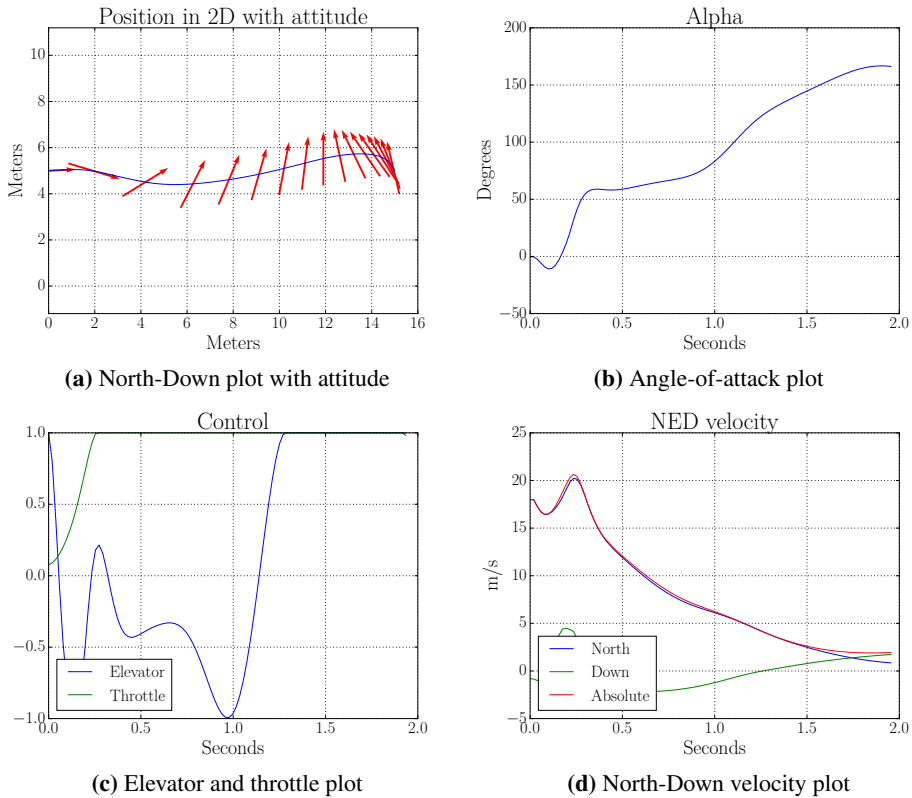 Position in 2D with attitude
Meters
10
8
6
4
2
0
0 2 4 6 8 10 12 14 16
Meters
(a) North-Down plot with attitude
Alpha
Degrees
200
150
100
50
0
−50
0.0 0.5 1.0 1.5 2.0
Seconds
(b) Angle-of-attack plot
Control
1.0
0.5
0.0
−0.5
−1.0
Elevator
Throttle
0.0 0.5 1.0 1.5 2.0
Seconds
(c) Elevator and throttle plot
NED velocity
m/s
25
20
15
10
5
0
−5
North
Down
Absolute
0.0 0.5 1.0 1.5 2.0
Seconds
(d) North-Down velocity plot